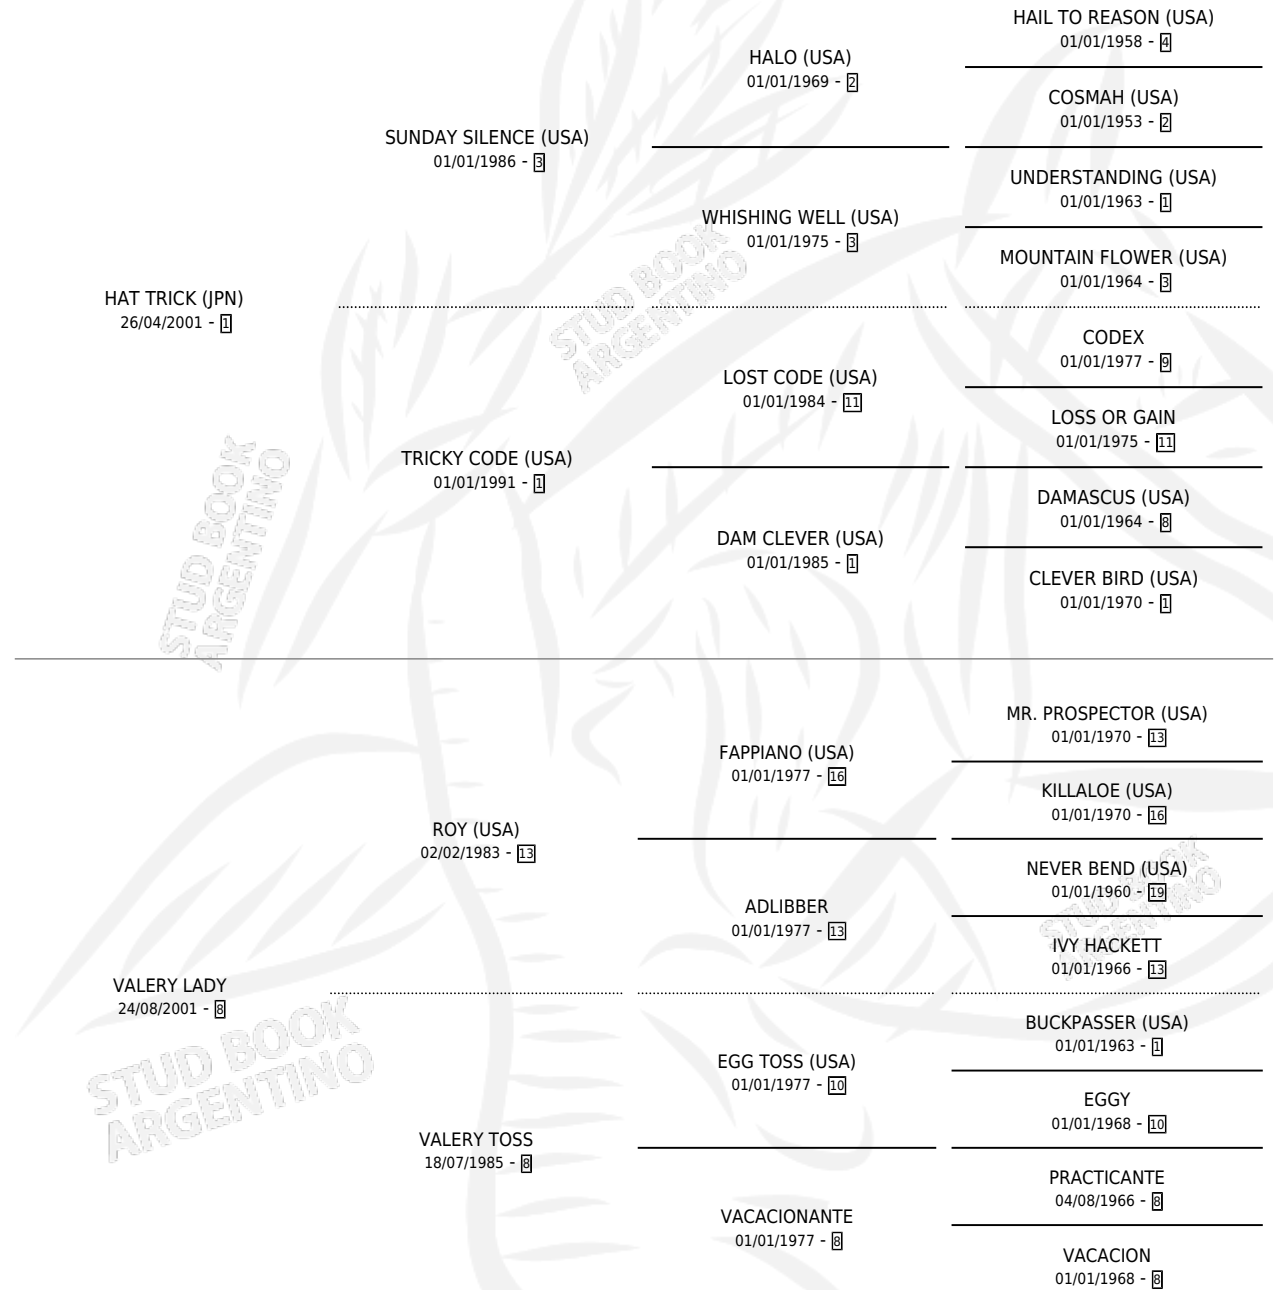 HAIL TO REASON (USA)
01/01/1958 - 4
HALO (USA)
01/01/1969 - 2
COSMAH (USA)
01/01/1953 - 2
SUNDAY SILENCE (USA)
01/01/1986 - 3
UNDERSTANDING (USA)
01/01/1963 - 1
WHISHING WELL (USA)
01/01/1975 - 3
MOUNTAIN FLOWER (USA)
01/01/1964 - 3
HAT TRICK (JPN)
26/04/2001 - 1
CODEX
01/01/1977 - 9
LOST CODE (USA)
01/01/1984 - 11
LOSS OR GAIN
01/01/1975 - 11
TRICKY CODE (USA)
01/01/1991 - 1
DAMASCUS (USA)
01/01/1964 - 8
DAM CLEVER (USA)
01/01/1985 - 1
CLEVER BIRD (USA)
01/01/1970 - 1
STUD BOOK
ARGENTINO
STUD BOOK
ARGENTINO
MR. PROSPECTOR (USA)
01/01/1970 - 13
FAPPIANO (USA)
01/01/1977 - 16
KILLALOE (USA)
01/01/1970 - 16
ROY (USA)
02/02/1983 - 13
NEVER BEND (USA)
01/01/1960 - 19
ADLIBBER
01/01/1977 - 13
IVY HACKETT
01/01/1966 - 13
VALERY LADY
24/08/2001 - 8
BUCKPASSER (USA)
01/01/1963 - 1
EGG TOSS (USA)
01/01/1977 - 10
EGGY
01/01/1968 - 10
VALERY TOSS
18/07/1985 - 8
PRACTICANTE
04/08/1966 - 8
VACACIONANTE
01/01/1977 - 8
VACACION
01/01/1968 - 8
STUD BOOK
ARGENTINO
STUD BOOK
ARGENTINO